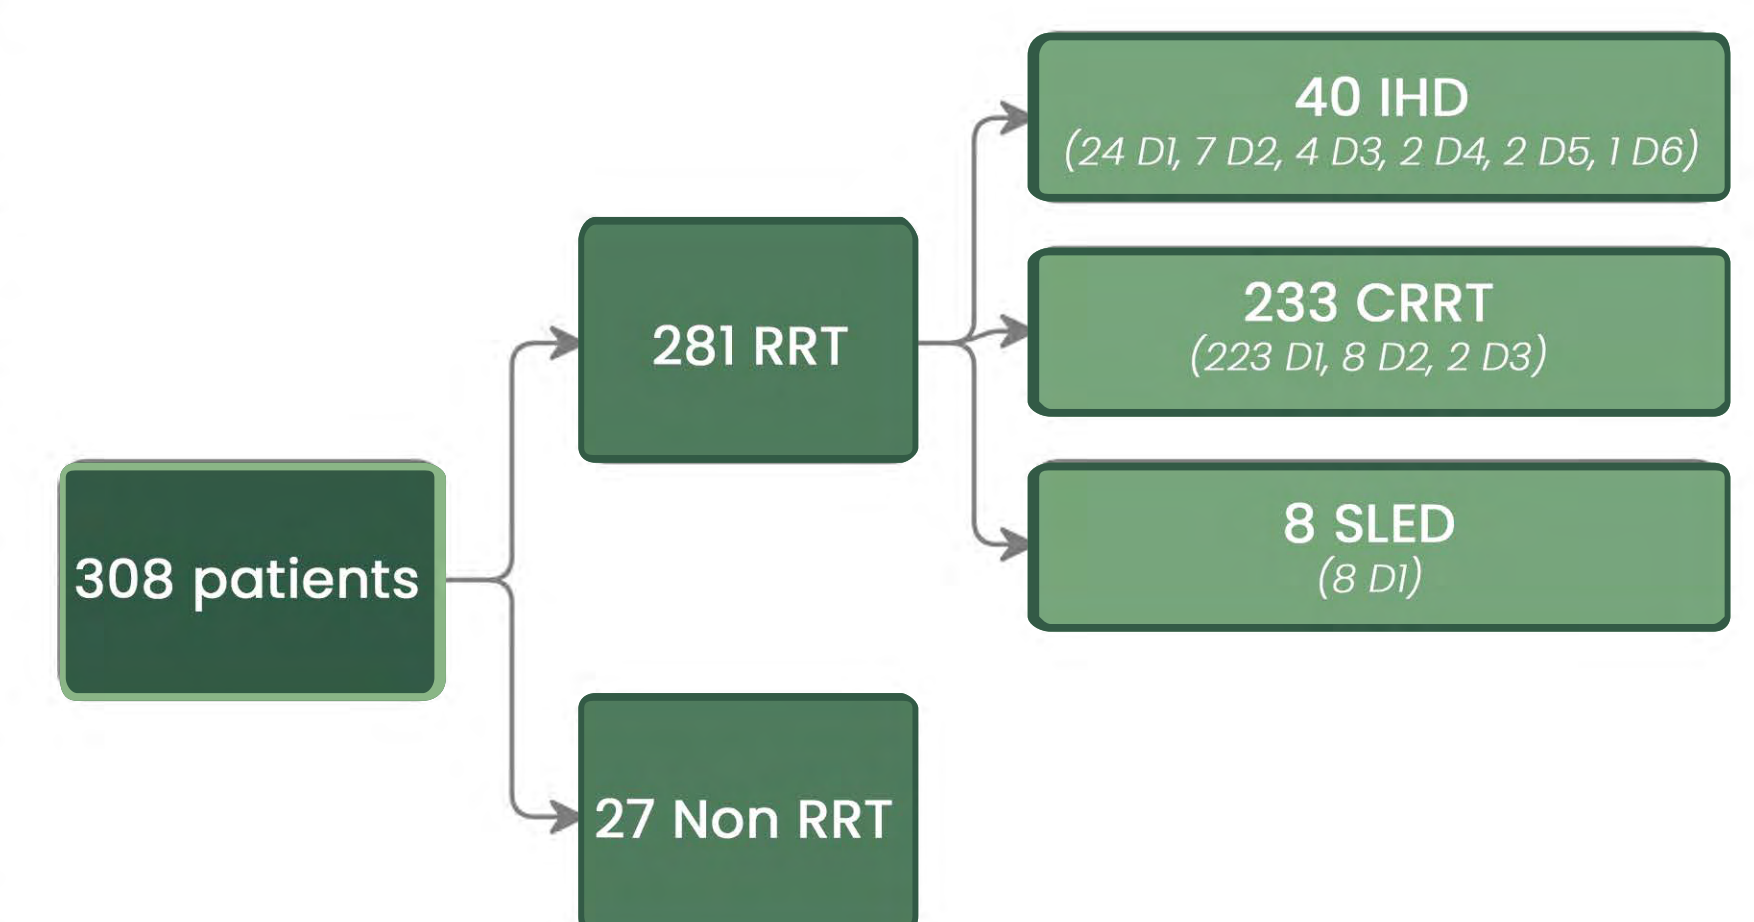 40 IHD
(24 D1, 7 D2, 4 D3, 2 D4, 2 D5, 1 D6)
233 CRRT
(223 D1, 8 D2, 2 D3)
281 RRT
8 SLED
(8 D1)
308 patients
27 Non RRT